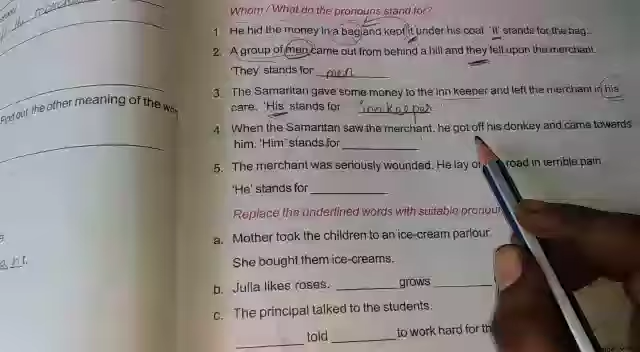 Whom / What do the pronouns stand for?
1. He hid the money in a bag and kept it under his coat. 'It' stands for the bag.
2. A group of men came out from behind a hill and they fell upon the merchant.
'They' stands for men
3. The Samaritan gave some money to the inn keeper and left the merchant in his
care. 'His' stands for innkeeper
4. When the Samaritan saw the merchant, he got off his donkey and came towards
him. 'Him' stands for
Find out the other meaning of the
5. The merchant was seriously wounded. He lay road in terrible pain.
'He' stands for
Replace the underlined words with suitable
a. Mother took the children to an ice-cream parlour.
She bought them ice-creams.
b. Julia likes roses. grows
c. The principal talked to the students.
told to work hard for